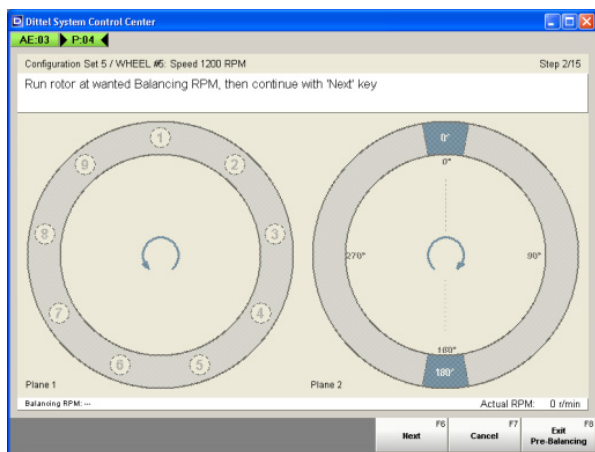 Dittel System Control Center
AE:03 P:04
Configuration Set 5 / WHEEL #5: Speed 1200 RPM Step 2/15
Run rotor at wanted Balancing RPM, then continue with 'Next' key
1
2
3
4
5
6
7
8
9
Plane 1
0°
0°
90°
270°
180°
180°
Plane 2
Balancing RPM: --- Actual RPM: 0 r/min
F6 F7 F8
Next Cancel Exit
Pre-Balancing